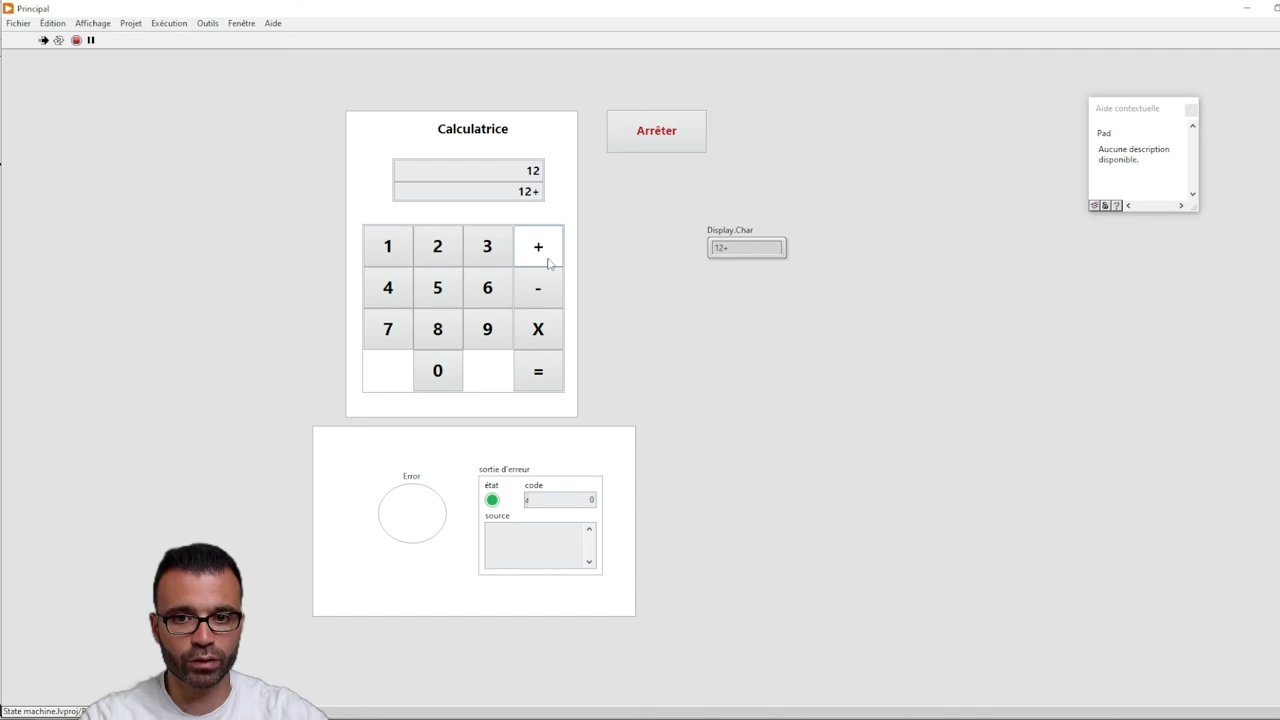 Principal
Fichier Édition Affichage Projet Exécution Outils Fenêtre Aide
Calculatrice
Arrêter
12
12+
1 2 3 +
4 5 6 -
7 8 9 X
0 =
Aide contextuelle
Pad
Aucune description
disponible.
Display.Char
12+
Error
sortie d'erreur
état code
d 0
source
State machine.lvproj/